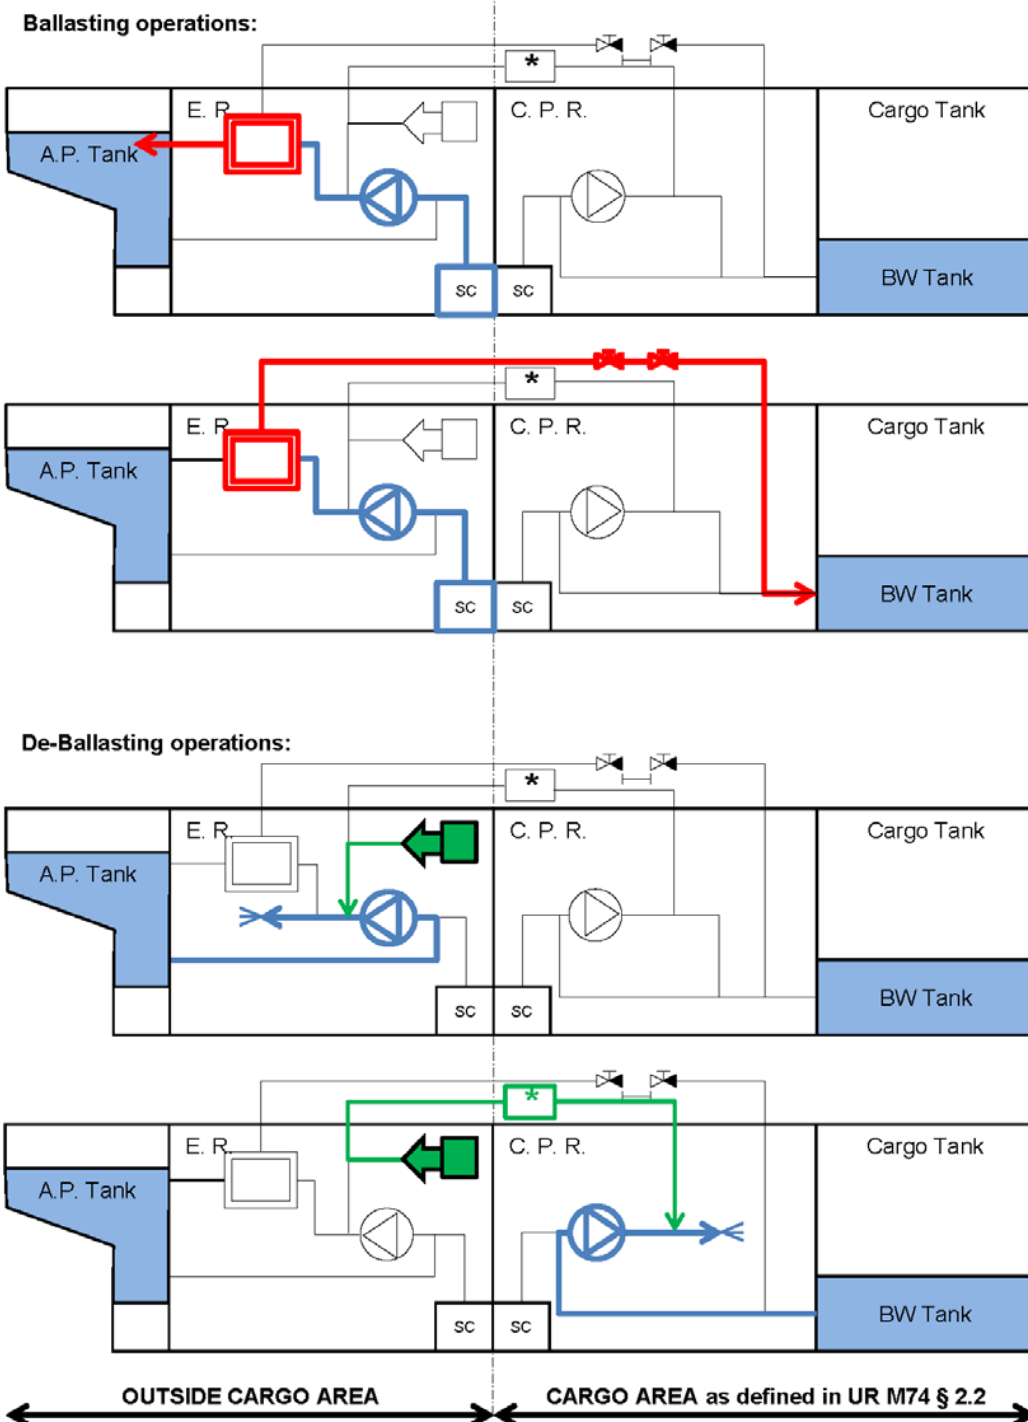 Ballasting operations:
*
E. R.
C. P. R.
Cargo Tank
A.P. Tank
BW Tank
SC
SC
*
E. R.
C. P. R.
Cargo Tank
A.P. Tank
BW Tank
SC
SC
De-Ballasting operations:
*
E. R.
C. P. R.
Cargo Tank
A.P. Tank
BW Tank
SC
SC
*
E. R.
C. P. R.
Cargo Tank
A.P. Tank
BW Tank
SC
SC
OUTSIDE CARGO AREA
CARGO AREA as defined in UR M74 § 2.2